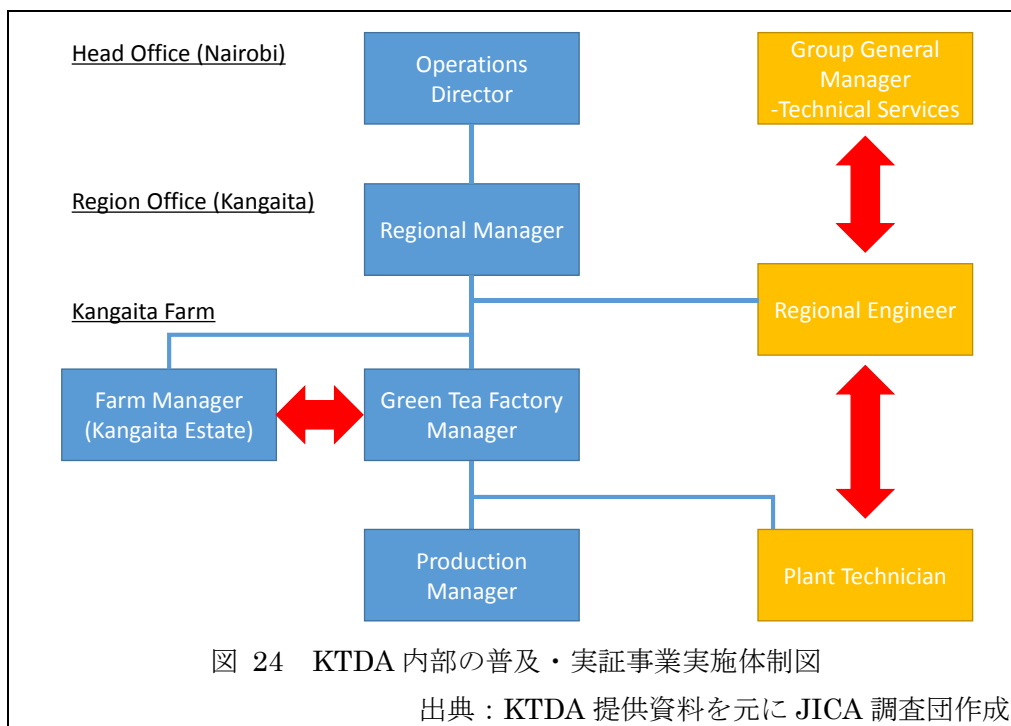 Head Office (Nairobi)
Operations
Director
Group General
Manager
-Technical Services
Region Office (Kangaita)
Regional Manager
Kangaita Farm
Regional Engineer
Farm Manager
(Kangaita Estate)
Green Tea Factory
Manager
Production
Manager
Plant Technician
図 24 KTDA 内部の普及・実証事業実施体制図
出典：KTDA 提供資料を元に JICA 調査団作成